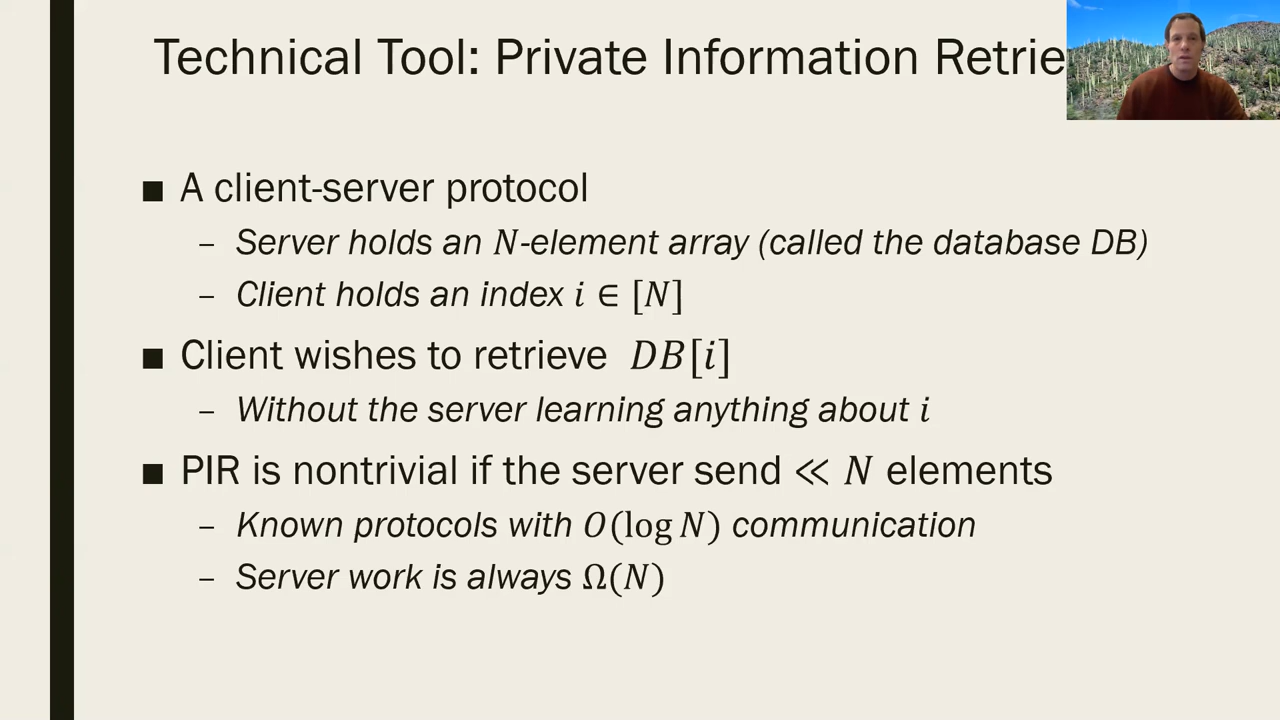 Technical Tool: Private Information Retrie
■ A client-server protocol
– Server holds an N-element array (called the database DB)
– Client holds an index i ∈ [N]
■ Client wishes to retrieve DB[i]
– Without the server learning anything about i
■ PIR is nontrivial if the server send ≪ N elements
– Known protocols with O(log N) communication
– Server work is always Ω(N)